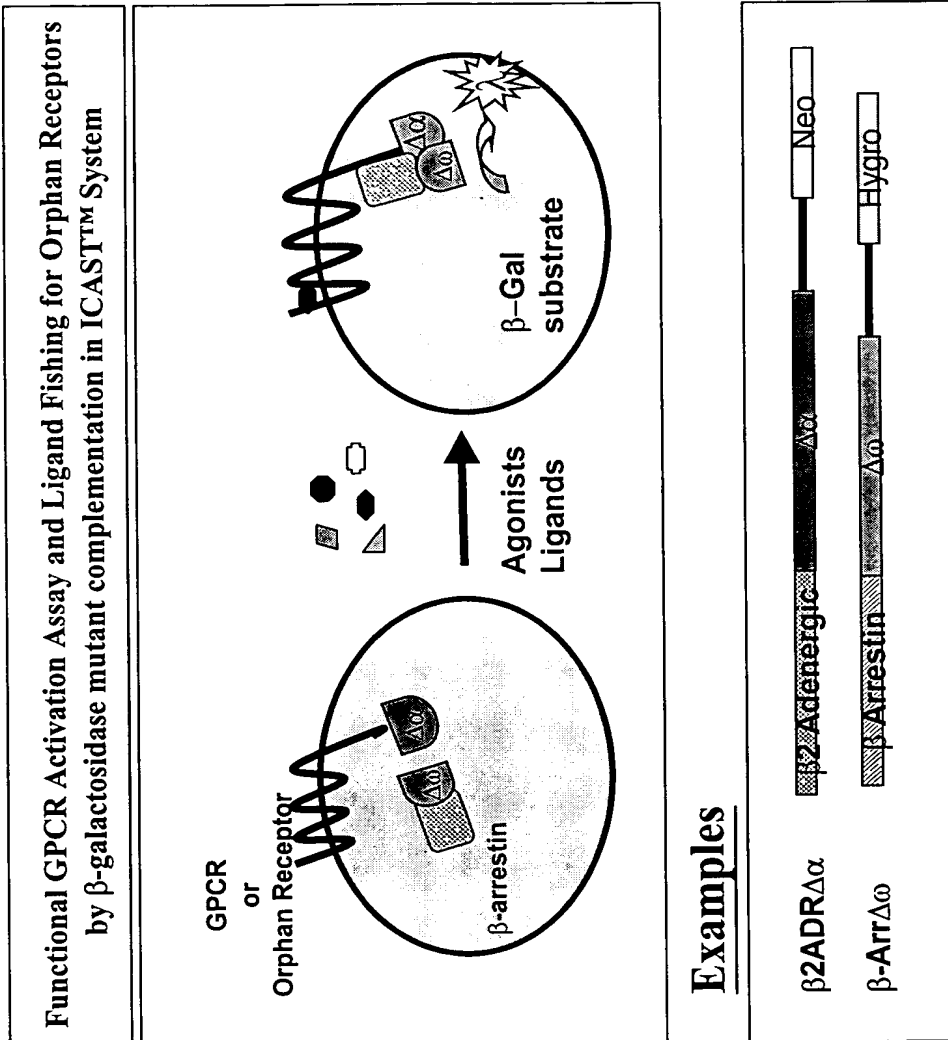 Functional GPCR Activation Assay and Ligand Fishing for Orphan Receptors
by β-galactosidase mutant complementation in ICAST™ System
GPCR
or
Orphan Receptor
Δα
Δω
β-arrestin
Agonists
Ligands
Δα
Δω
β–Gal
substrate
Examples
β2ADRΔα
β2 Adenergic
Δα
Neo
β-ArrΔω
β Arrestin
Δω
Hygro